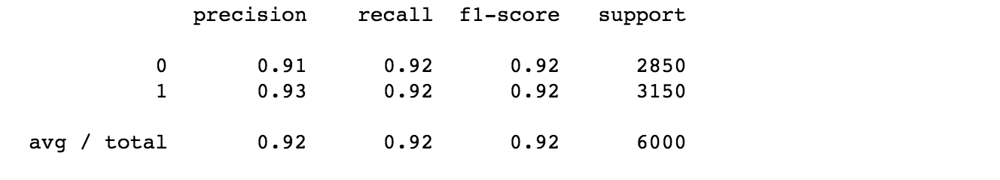 precision recall f1-score support
0 0.91 0.92 0.92 2850
1 0.93 0.92 0.92 3150
avg / total 0.92 0.92 0.92 6000